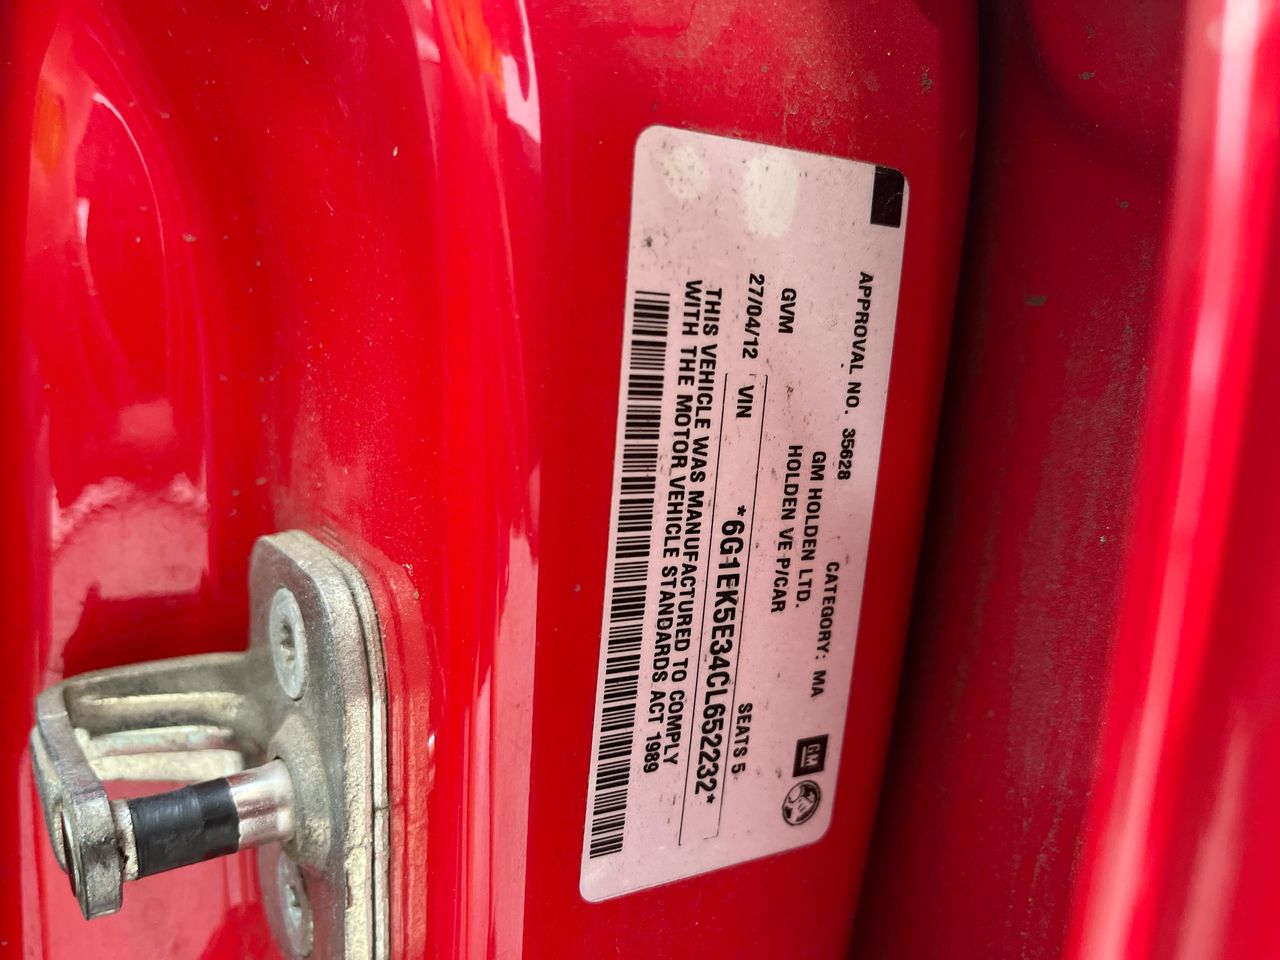 APPROVAL NO. 35628
CATEGORY: MA
GM
GM HOLDEN LTD.
GVM
HOLDEN VE P/CAR
27/04/12
SEATS 5
VIN *6G1EK5E34CL652232*
THIS VEHICLE WAS MANUFACTURED TO COMPLY
WITH THE MOTOR VEHICLE STANDARDS ACT 1989